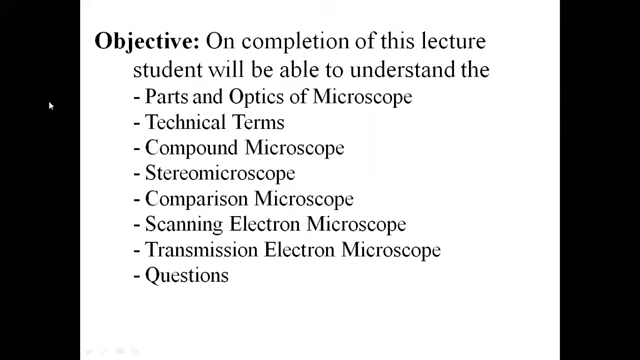 Objective: On completion of this lecture
student will be able to understand the
- Parts and Optics of Microscope
- Technical Terms
- Compound Microscope
- Stereomicroscope
- Comparison Microscope
- Scanning Electron Microscope
- Transmission Electron Microscope
- Questions